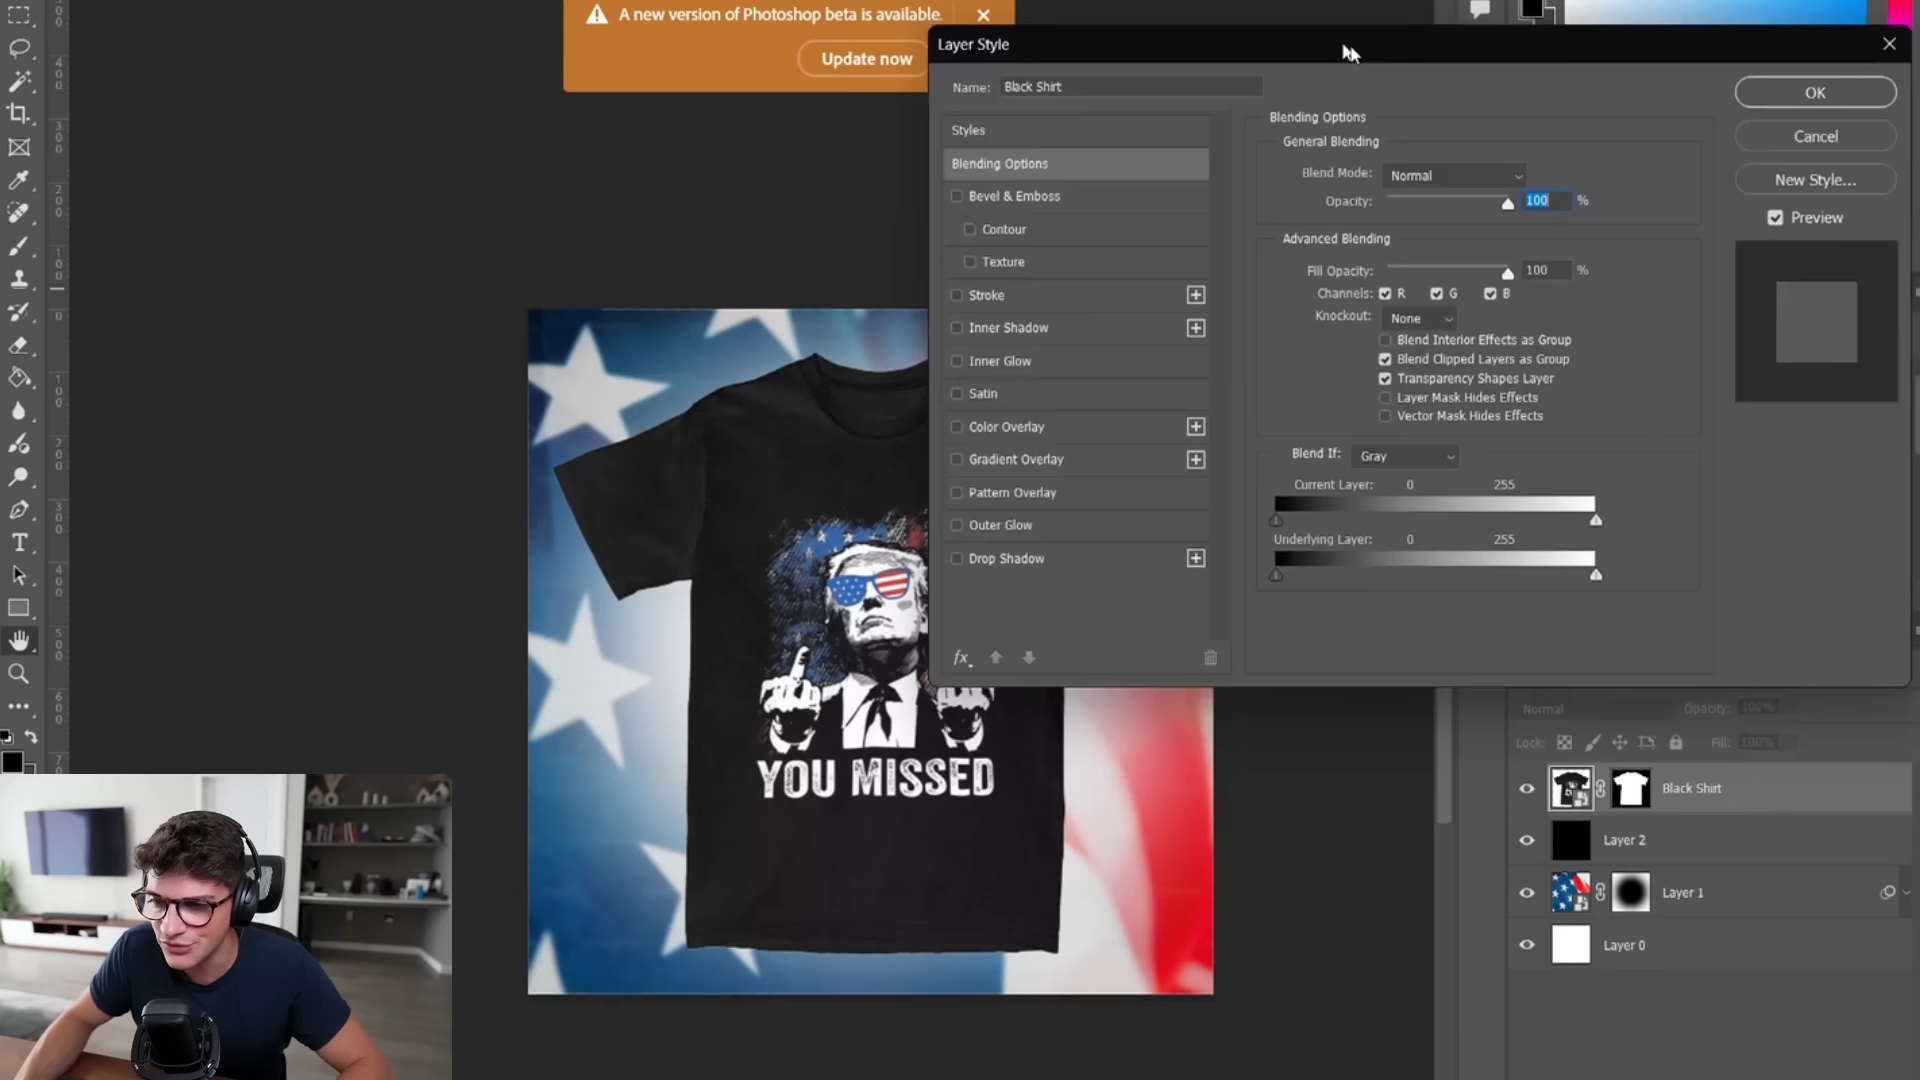 A new version of Photoshop beta is available.
Update now
Layer Style
Name: Black Shirt
Styles
Blending Options
Bevel & Emboss
Contour
Texture
Stroke
Inner Shadow
Inner Glow
Satin
Color Overlay
Gradient Overlay
Pattern Overlay
Outer Glow
Drop Shadow
fx
Blending Options
General Blending
Blend Mode: Normal
Opacity: 100 %
Advanced Blending
Fill Opacity: 100 %
Channels: R G B
Knockout: None
Blend Interior Effects as Group
Blend Clipped Layers as Group
Transparency Shapes Layer
Layer Mask Hides Effects
Vector Mask Hides Effects
Blend If: Gray
Current Layer: 0 255
Underlying Layer: 0 255
OK
Cancel
New Style...
Preview
YOU MISSED
Normal Opacity: 100%
Lock: Fill: 100%
Black Shirt
Layer 2
Layer 1
Layer 0